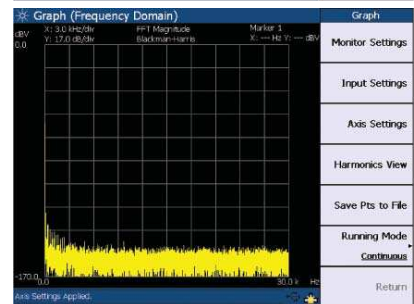 Graph (Frequency Domain)
dBV X: 3.0 kHz/div FFT Magnitude Marker 1
0.0 Y: 17.0 dB/div Blackman-Harris X: --- Hz Y: --- dBV
-170.0 0.0 30.0 k Hz
Axis Settings Applied.
Graph
Monitor Settings
Input Settings
Axis Settings
Harmonics View
Save Pts to File
Running Mode
Continuous
Return